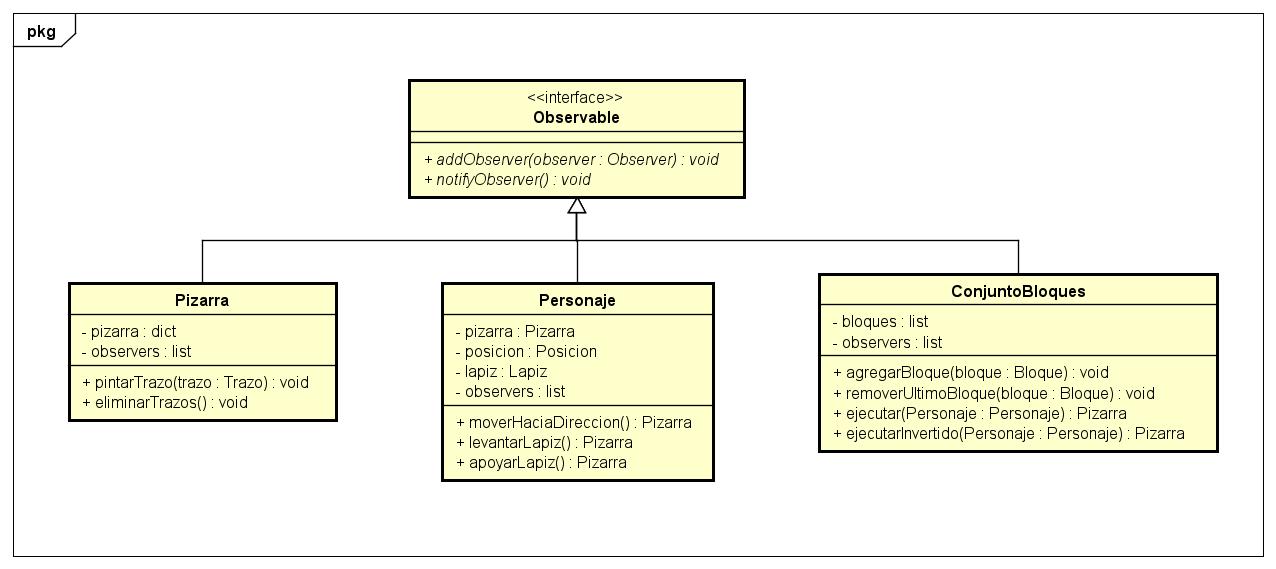 pkg
<<interface>>
Observable
+ addObserver(observer : Observer) : void
+ notifyObserver() : void
Pizarra
- pizarra : dict
- observers : list
+ pintarTrazo(trazo : Trazo) : void
+ eliminarTrazos() : void
Personaje
- pizarra : Pizarra
- posicion : Posicion
- lapiz : Lapiz
- observers : list
+ moverHaciaDireccion() : Pizarra
+ levantarLapiz() : Pizarra
+ apoyarLapiz() : Pizarra
ConjuntoBloques
- bloques : list
- observers : list
+ agregarBloque(bloque : Bloque) : void
+ removerUltimoBloque(bloque : Bloque) : void
+ ejecutar(Personaje : Personaje) : Pizarra
+ ejecutarInvertido(Personaje : Personaje) : Pizarra